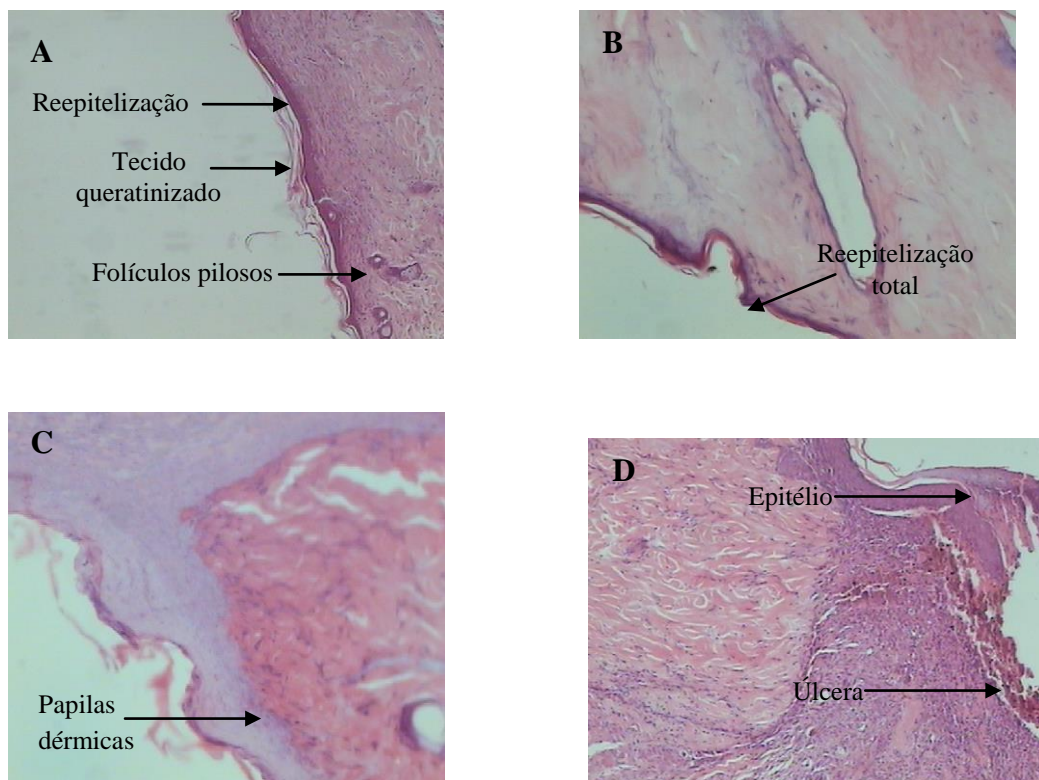 A
Reepitelização
Tecido
queratinizado
Folículos pilosos
B
Reepitelização
total
C
Papilas
dérmicas
D
Epitélio
Úlcera